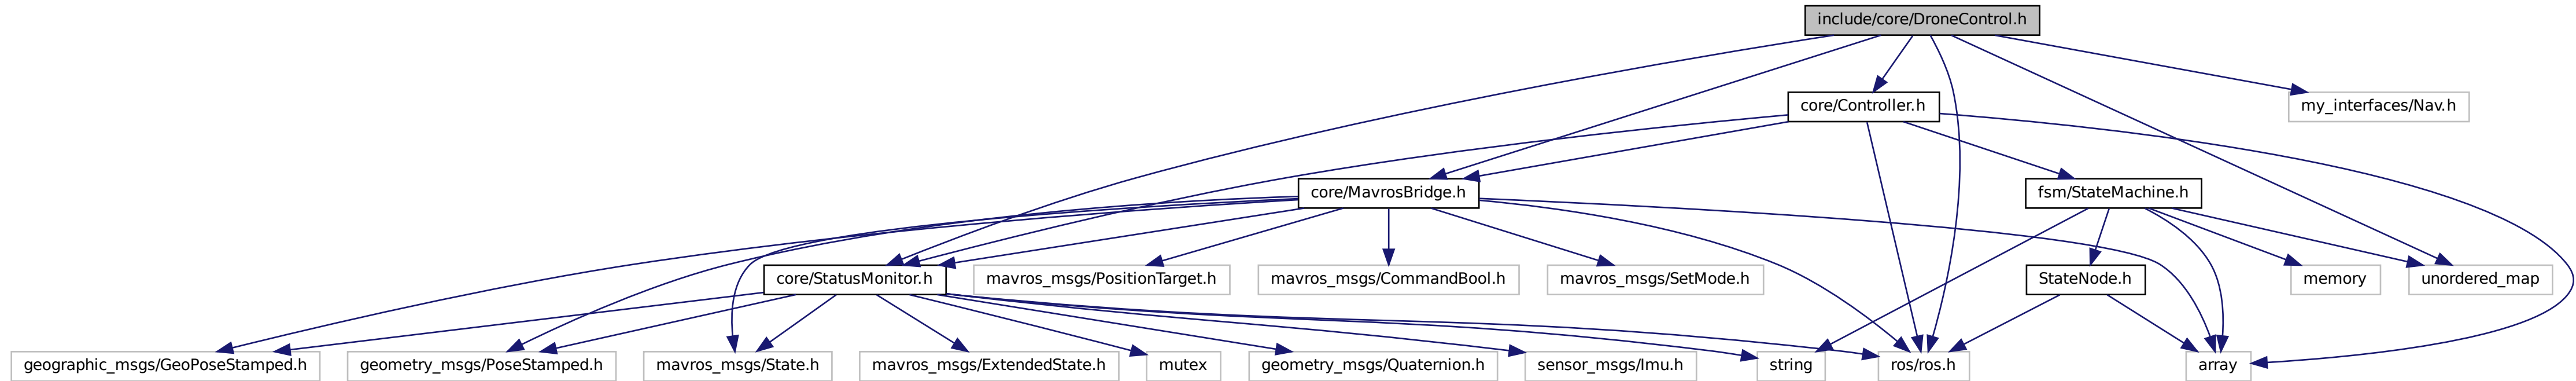 include/core/DroneControl.h
core/Controller.h
my_interfaces/Nav.h
core/MavrosBridge.h
fsm/StateMachine.h
core/StatusMonitor.h
mavros_msgs/PositionTarget.h
mavros_msgs/CommandBool.h
mavros_msgs/SetMode.h
StateNode.h
memory
unordered_map
geographic_msgs/GeoPoseStamped.h
geometry_msgs/PoseStamped.h
mavros_msgs/State.h
mavros_msgs/ExtendedState.h
mutex
geometry_msgs/Quaternion.h
sensor_msgs/Imu.h
string
ros/ros.h
array